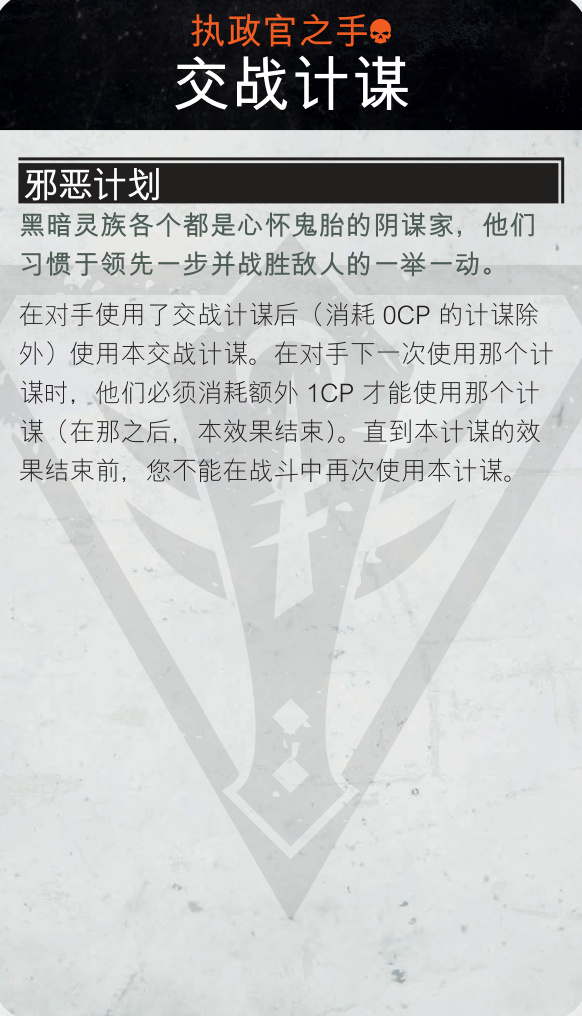 执政官之手
交战计谋
邪恶计划
黑暗灵族各个都是心怀鬼胎的阴谋家，他们
习惯于领先一步并战胜敌人的一举一动。
在对手使用了交战计谋后（消耗 0CP 的计谋除
外）使用本交战计谋。在对手下一次使用那个计
谋时，他们必须消耗额外 1CP 才能使用那个计
谋（在那之后，本效果结束）。直到本计谋的效
果结束前，您不能在战斗中再次使用本计谋。